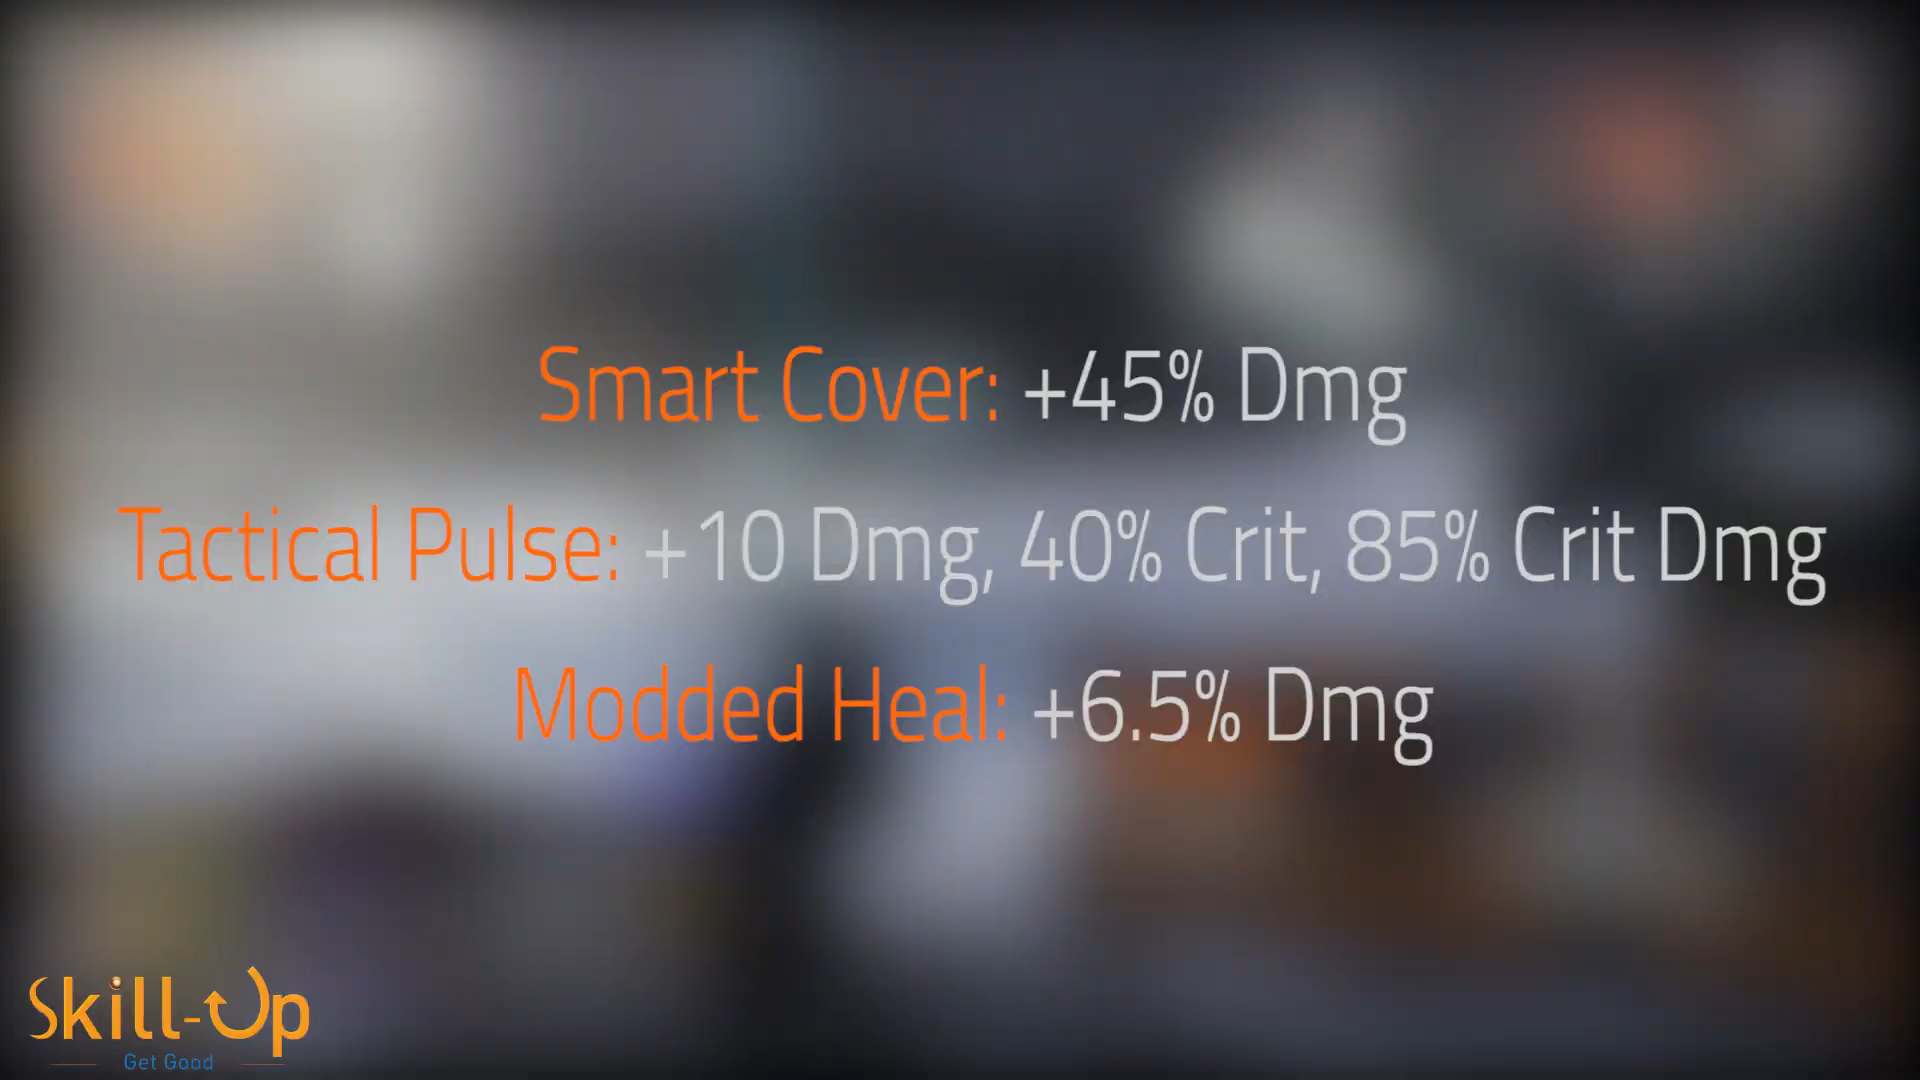 Smart Cover: +45% Dmg
Tactical Pulse: +10 Dmg, 40% Crit, 85% Crit Dmg
Modded Heal: +6.5% Dmg
Skill-Up
Get Good